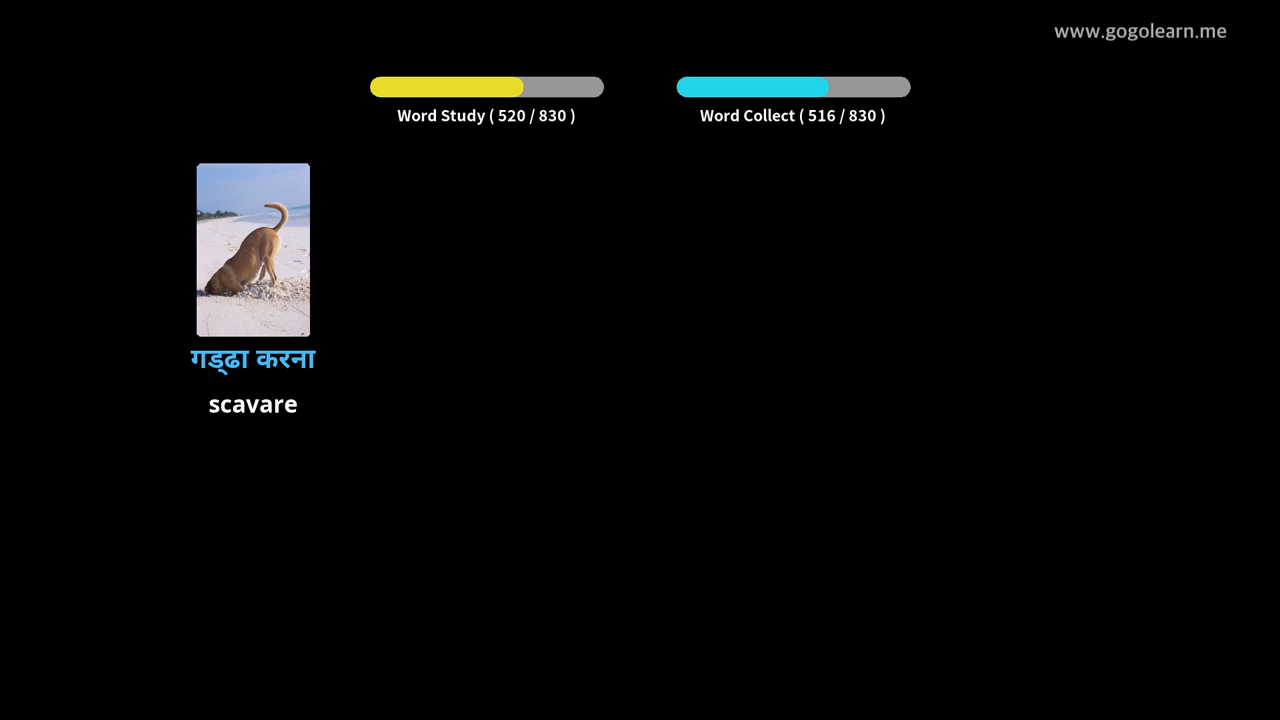 www.gogolearn.me
Word Study ( 520 / 830 )
Word Collect ( 516 / 830 )
गड्ढा करना
scavare